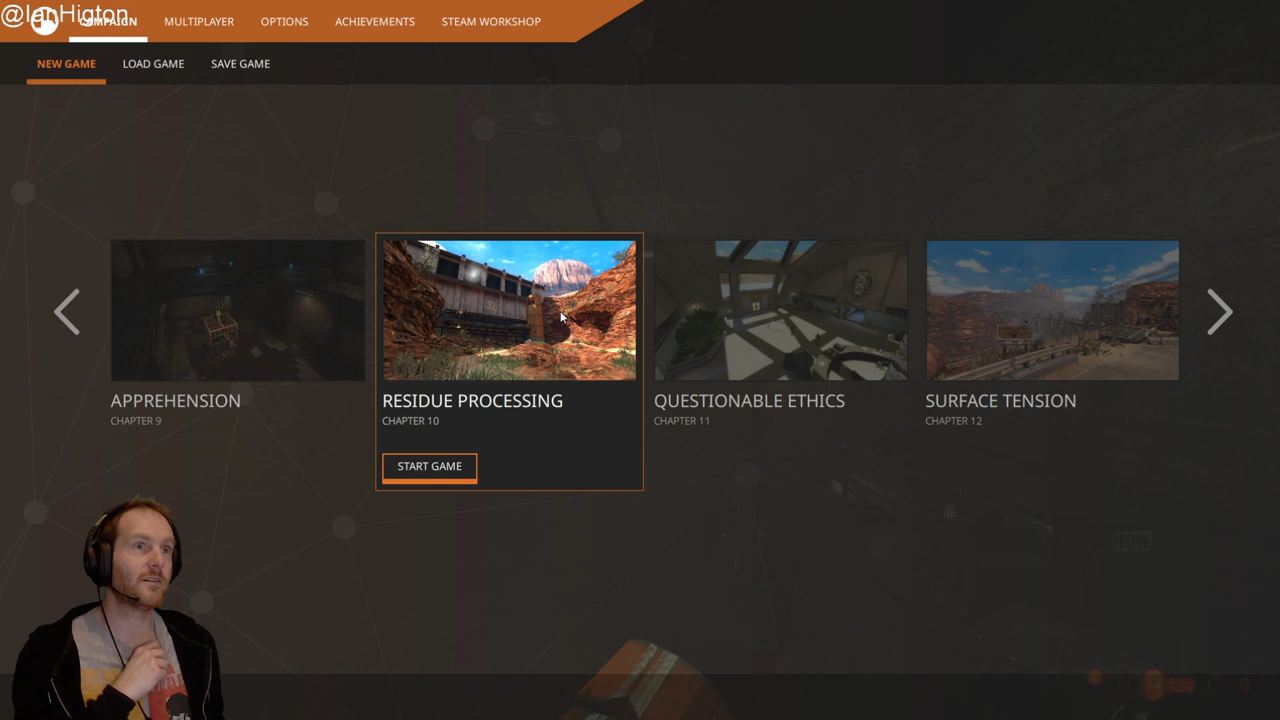 @IanHigton
CAMPAIGN MULTIPLAYER OPTIONS ACHIEVEMENTS STEAM WORKSHOP
NEW GAME LOAD GAME SAVE GAME
APPREHENSION
CHAPTER 9
RESIDUE PROCESSING
CHAPTER 10
START GAME
QUESTIONABLE ETHICS
CHAPTER 11
SURFACE TENSION
CHAPTER 12